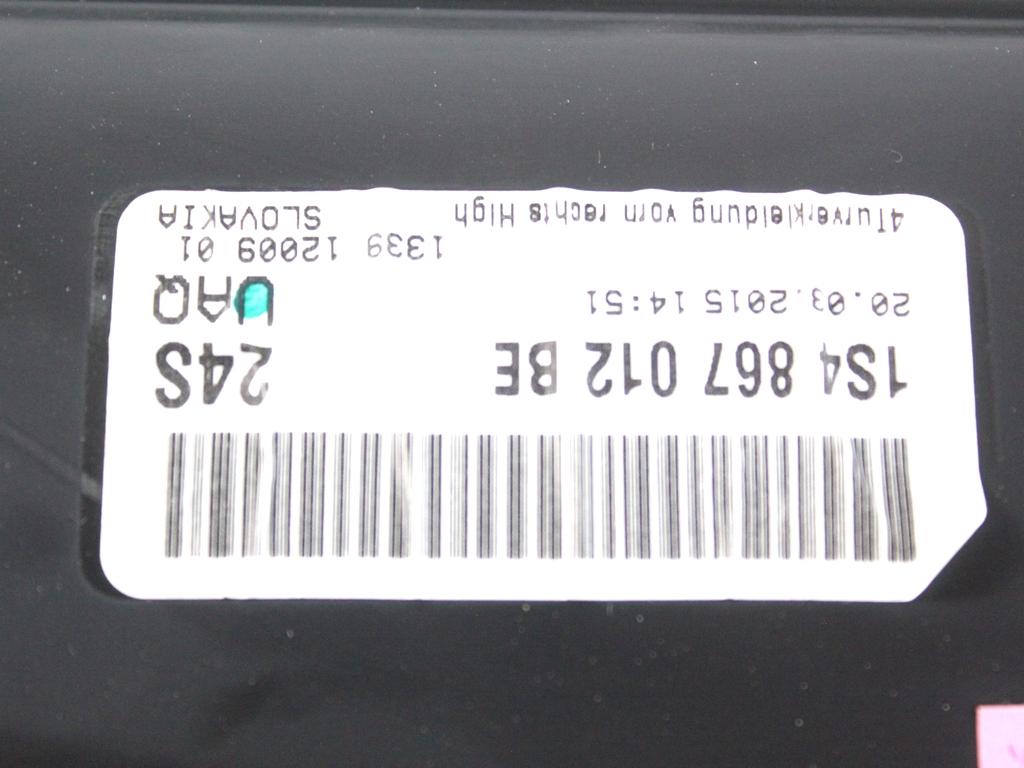 1S4 867 012 BE 24S
20.03.2015 14:51 UAQ
1339 12009 01
4Turverkleidung vorn rechts High SLOVAKIA